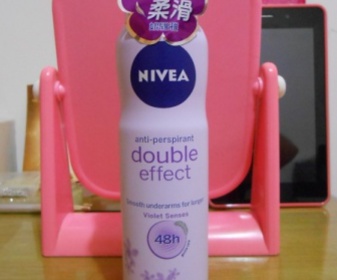 柔滑
NIVEA
anti-perspirant
double
effect
Smooth underarms for longer
Violet Senses
48h